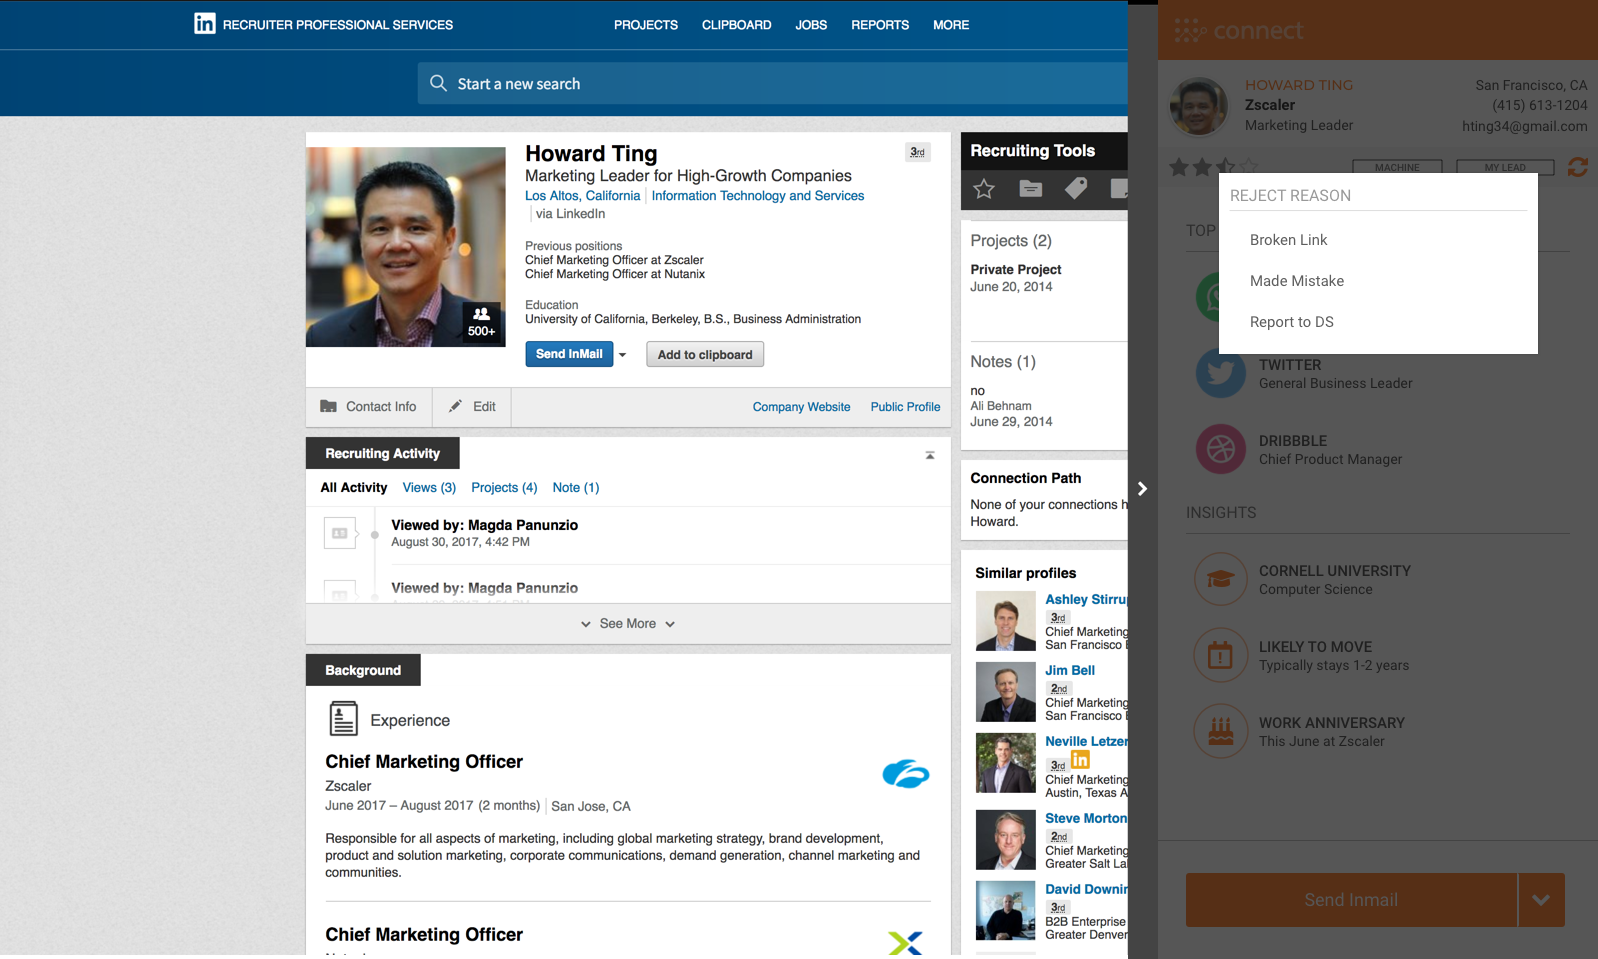 in RECRUITER PROFESSIONAL SERVICES
PROJECTS CLIPBOARD JOBS REPORTS MORE
Start a new search
Howard Ting
3rd
Marketing Leader for High-Growth Companies
Los Altos, California Information Technology and Services
via LinkedIn
Previous positions
Chief Marketing Officer at Zscaler
Chief Marketing Officer at Nutanix
Education
University of California, Berkeley, B.S., Business Administration
500+
Send InMail
Add to clipboard
Contact Info
Edit
Company Website
Public Profile
Recruiting Activity
All Activity Views (3) Projects (4) Note (1)
Viewed by: Magda Panunzio
August 30, 2017, 4:42 PM
Viewed by: Magda Panunzio
See More
Background
Experience
Chief Marketing Officer
Zscaler
June 2017 – August 2017 (2 months) San Jose, CA
Responsible for all aspects of marketing, including global marketing strategy, brand development,
product and solution marketing, corporate communications, demand generation, channel marketing and
communities.
Chief Marketing Officer
Recruiting Tools
Projects (2)
Private Project
June 20, 2014
Notes (1)
no
Ali Behnam
June 29, 2014
Connection Path
None of your connections h
Howard.
Similar profiles
Ashley Stirru
3rd
Chief Marketing
San Francisco
Jim Bell
2nd
Chief Marketing
San Francisco
Neville Letzer
3rd in
Chief Marketing
Austin, Texas A
Steve Morton
2nd
Chief Marketing
Greater Salt La
David Downin
3rd
B2B Enterprise
Greater Denver
connect
HOWARD TING
Zscaler
Marketing Leader
San Francisco, CA
(415) 613-1204
hting34@gmail.com
MACHINE
MY LEAD
REJECT REASON
Broken Link
Made Mistake
Report to DS
TOP
TWITTER
General Business Leader
DRIBBBLE
Chief Product Manager
INSIGHTS
CORNELL UNIVERSITY
Computer Science
LIKELY TO MOVE
Typically stays 1-2 years
WORK ANNIVERSARY
This June at Zscaler
Send Inmail